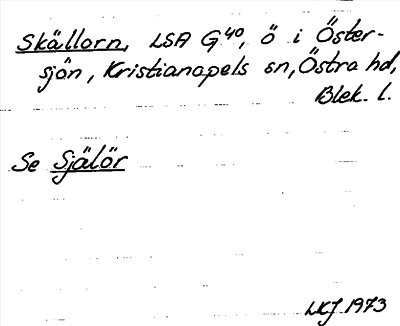 Skällorn, LSA G40, ö i Öster-
sjön, Kristianopels sn, Östra hd,
Blek. l.
Se Själör
LKJ 1973